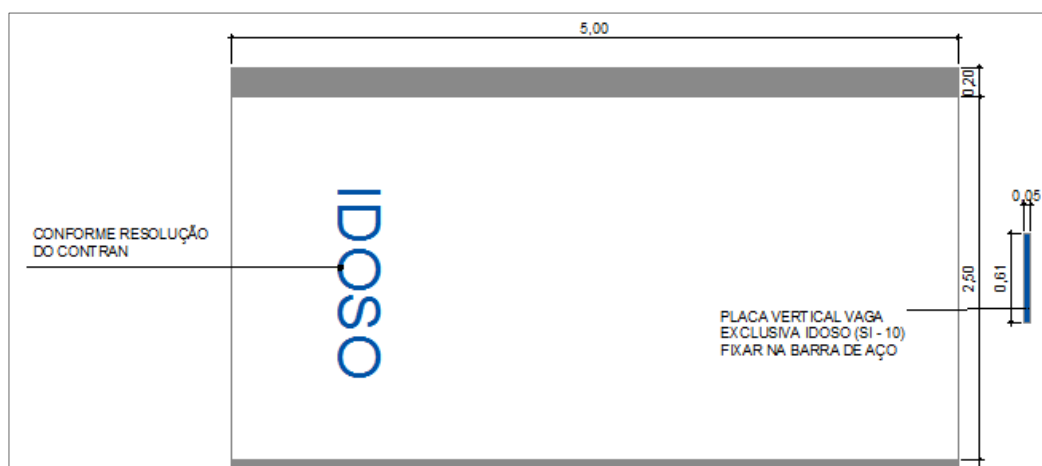 5,00
0,20
IDOSO
CONFORME RESOLUÇÃO
DO CONTRAN
0,05
0,61
2,50
PLACA VERTICAL VAGA
EXCLUSIVA IDOSO (SI - 10)
FIXAR NA BARRA DE AÇO